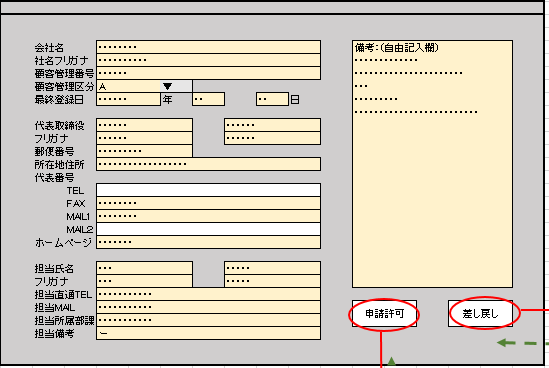 会社名
社名フリガナ
顧客管理番号
顧客管理区分 A ▼
最終登録日 年 日
代表取締役
フリガナ
郵便番号
所在地住所
代表番号
TEL
FAX
MAIL1
MAIL2
ホームページ
担当氏名
フリガナ
担当直通TEL
担当MAIL
担当所属部課
担当備考 ー
備考:(自由記入欄)
申請許可
差し戻し